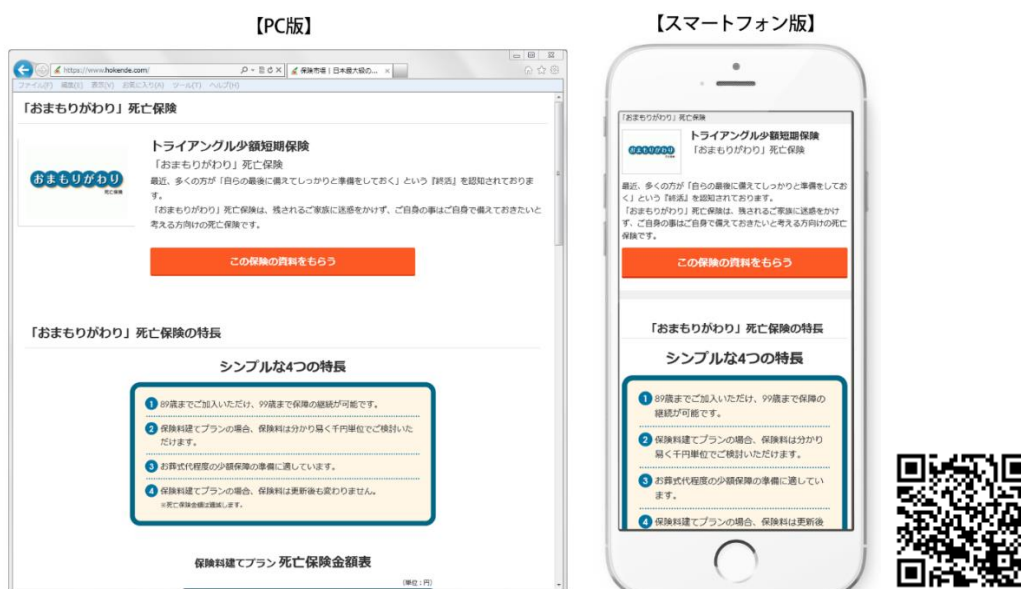 【PC版】
https://www.hokende.com/
保険市場 | 日本最大級の...
ファイル(F) 編集(E) 表示(V) お気に入り(A) ツール(T) ヘルプ(H)
「おまもりがわり」死亡保険
おまもりがわり
死亡保険
トライアングル少額短期保険
「おまもりがわり」死亡保険
最近、多くの方が「自らの最後に備えてしっかりと準備をしておく」という『終活』を認知されておりま
す。
「おまもりがわり」死亡保険は、残されるご家族に迷惑をかけず、ご自身の事はご自身で備えておきたいと
考える方向けの死亡保険です。
この保険の資料をもらう
「おまもりがわり」死亡保険の特長
シンプルな4つの特長
1 89歳までご加入いただけ、99歳まで保障の継続が可能です。
2 保険料建てプランの場合、保険料は分かり易く千円単位でご検討いた
だけます。
3 お葬式代程度の少額保障の準備に適しています。
4 保険料建てプランの場合、保険料は更新後も変わりません。
※死亡保険金額は逓減します。
保険料建てプラン 死亡保険金額表
(単位：円)
【スマートフォン版】
「おまもりがわり」死亡保険
おまもりがわり
トライアングル少額短期保険
「おまもりがわり」死亡保険
最近、多くの方が「自らの最後に備えてしっかりと準備をしてお
く」という『終活』を認知されております。
「おまもりがわり」死亡保険は、残されるご家族に迷惑をかけ
ず、ご自身の事はご自身で備えておきたいと考える方向けの死亡
保険です。
この保険の資料をもらう
「おまもりがわり」死亡保険の特長
シンプルな4つの特長
1 89歳までご加入いただけ、99歳まで保障の
継続が可能です。
2 保険料建てプランの場合、保険料は分かり
易く千円単位でご検討いただけます。
3 お葬式代程度の少額保障の準備に適してい
ます。
4 保険料建てプランの場合、保険料は更新後